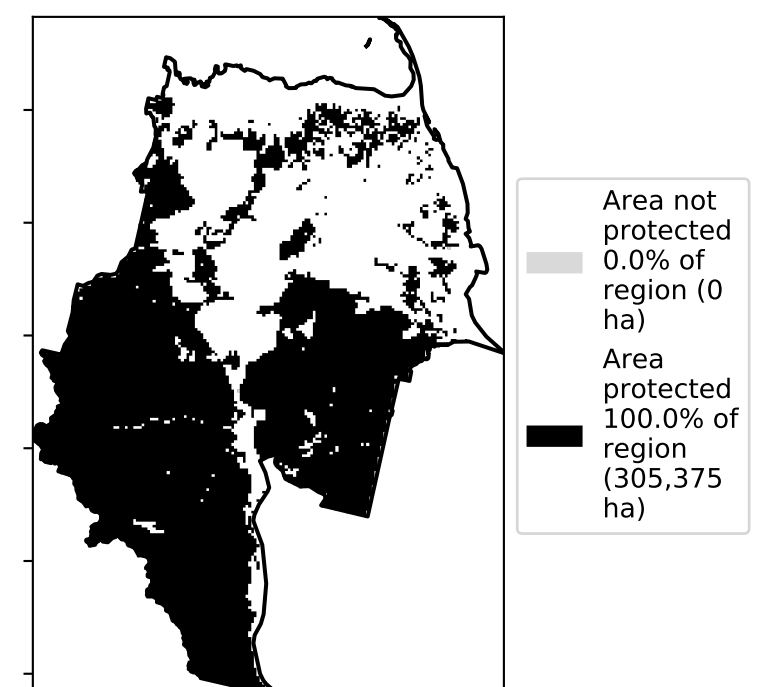 Area not
protected
0.0% of
region (0
ha)
Area
protected
100.0% of
region
(305,375
ha)